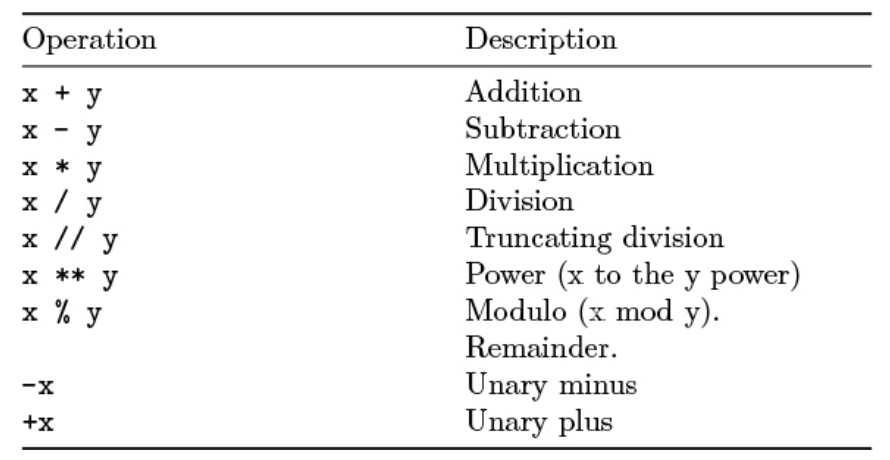 Operation Description
x + y Addition
x - y Subtraction
x * y Multiplication
x / y Division
x // y Truncating division
x ** y Power (x to the y power)
x % y Modulo (x mod y).
Remainder.
-x Unary minus
+x Unary plus